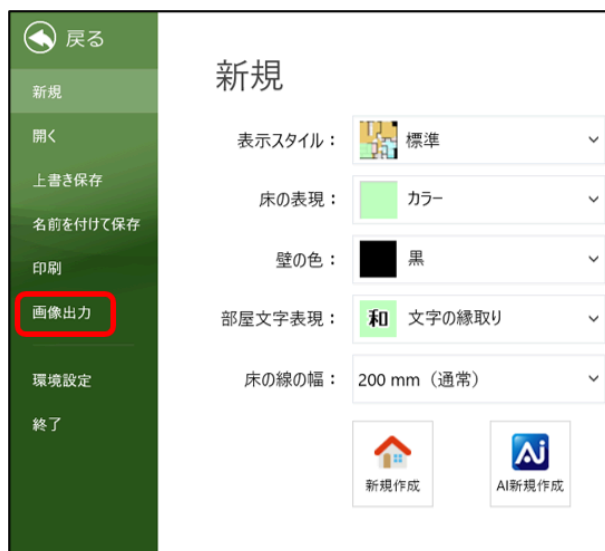 戻る
新規
開く
上書き保存
名前を付けて保存
印刷
画像出力
環境設定
終了
新規
表示スタイル： 標準
床の表現： カラー
壁の色： 黒
部屋文字表現： 和 文字の縁取り
床の線の幅： 200 mm（通常）
新規作成
Ai
AI新規作成